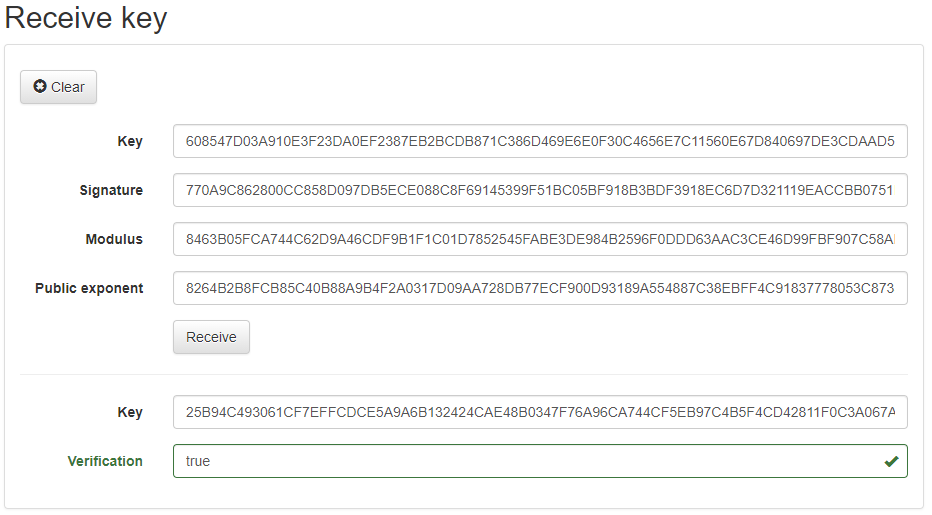 Receive key
Clear
Key
608547D03A910E3F23DA0EF2387EB2BCDB871C386D469E6E0F30C4656E7C11560E67D840697DE3CDAAD5
Signature
770A9C862800CC858D097DB5ECE088C8F69145399F51BC05BF918B3BDF3918EC6D7D321119EACCBB0751
Modulus
8463B05FCA744C62D9A46CDF9B1F1C01D7852545FABE3DE984B2596F0DDD63AAC3CE46D99FBF907C58A
Public exponent
8264B2B8FCB85C40B88A9B4F2A0317D09AA728DB77ECF900D93189A554887C38EBFF4C91837778053C873
Receive
Key
25B94C493061CF7EFFCDCE5A9A6B132424CAE48B0347F76A96CA744CF5EB97C4B5F4CD42811F0C3A067A
Verification
true